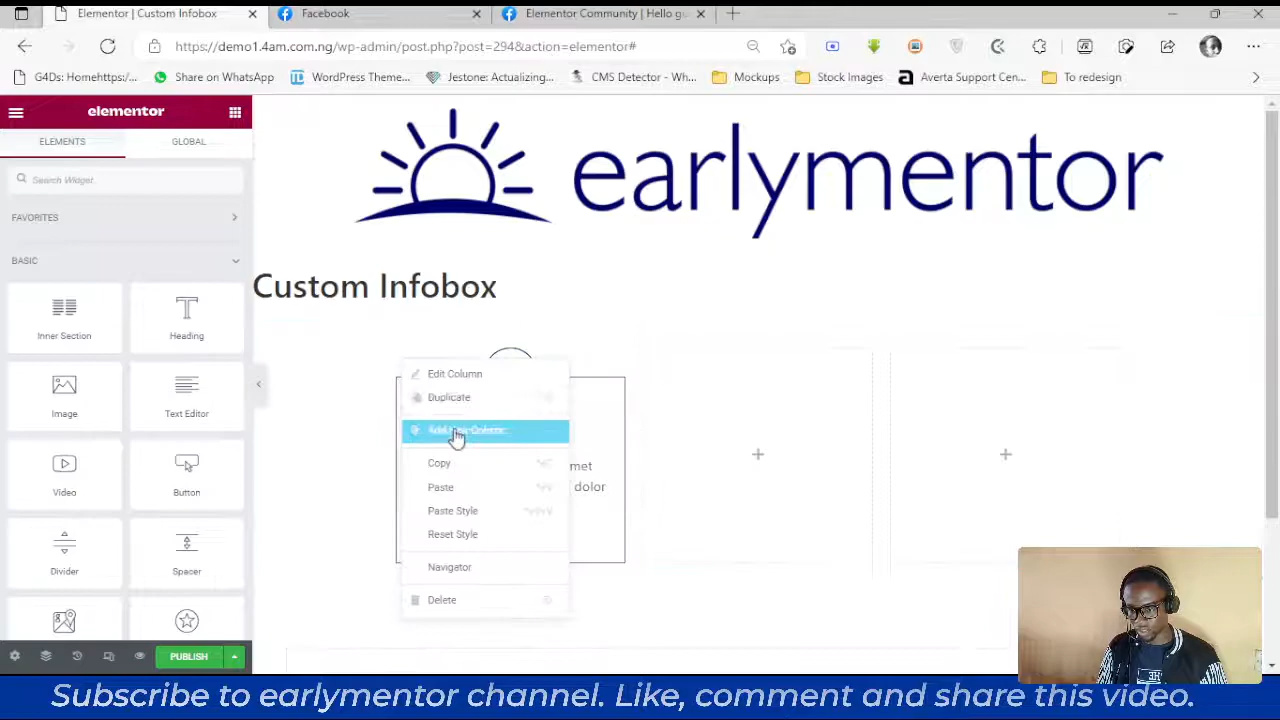 Elementor | Custom Infobox
Facebook
Elementor Community | Hello gu
https://demo1.4am.com.ng/wp-admin/post.php?post=294&action=elementor#
G4Ds: Homehttps:/...
Share on WhatsApp
WordPress Theme...
Jestone: Actualizing...
CMS Detector - Wh...
Mockups
Stock Images
Averta Support Cen...
To redesign
elementor
ELEMENTS
GLOBAL
Search Widget
FAVORITES
BASIC
Inner Section
Heading
Image
Text Editor
Video
Button
Divider
Spacer
PUBLISH
earlymentor
Custom Infobox
Edit Column
Duplicate
Add New Column
Copy
Paste
Paste Style
Reset Style
Navigator
Delete
met
dolor
Subscribe to earlymentor channel. Like, comment and share this video.